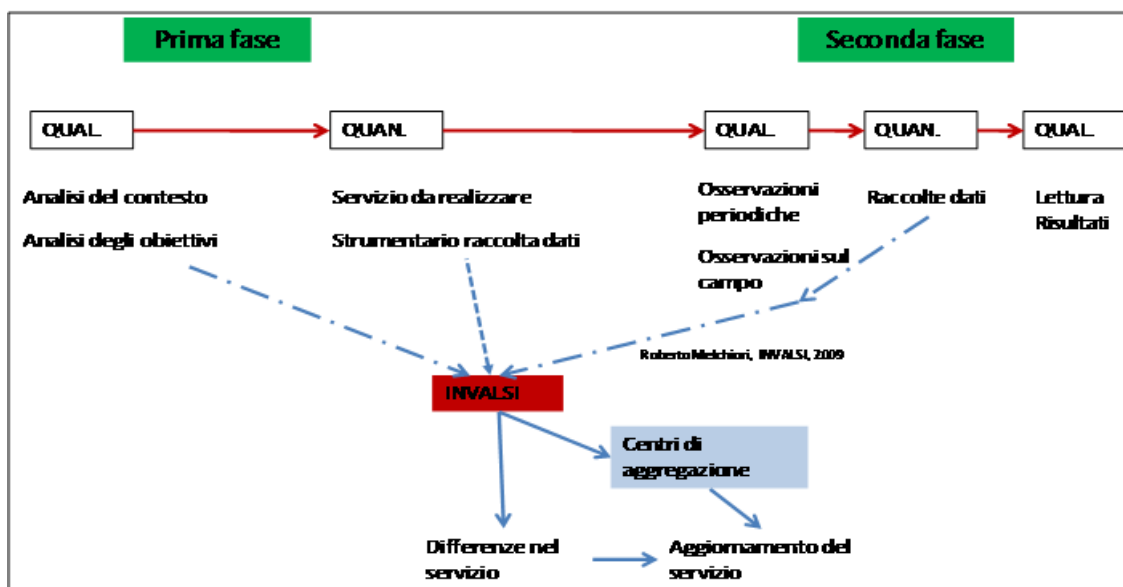 Prima fase
Seconda fase
QUAL.
QUAN.
QUAL.
QUAN.
QUAL.
Analisi del contesto
Analisi degli obiettivi
Servizio da realizzare
Strumentario raccolta dati
Osservazioni
periodiche
Osservazioni sul
campo
Raccolte dati
Lettura
Risultati
Roberto Melchiori, INVALSI, 2009
INVALSI
Centri di
aggregazione
Differenze nel
servizio
Aggiornamento del
servizio